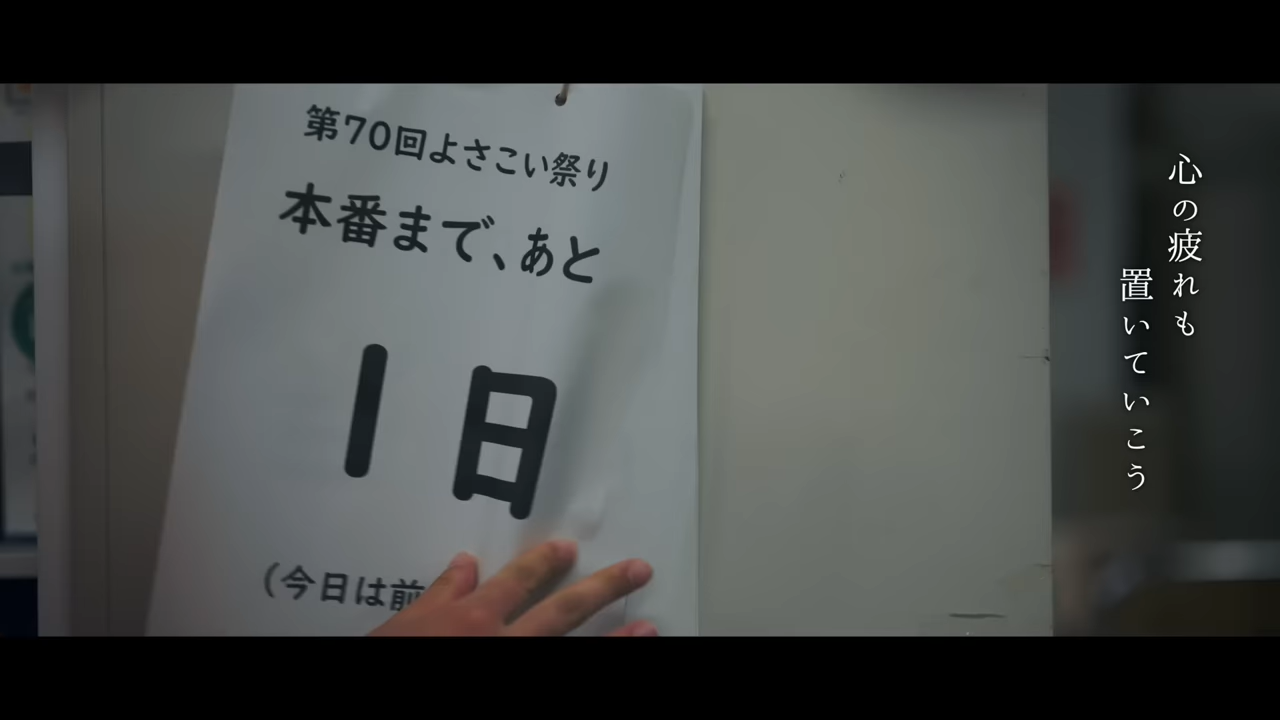 第70回よさこい祭り
本番まで、あと
1日
(今日は前
心の疲れも
置いていこう